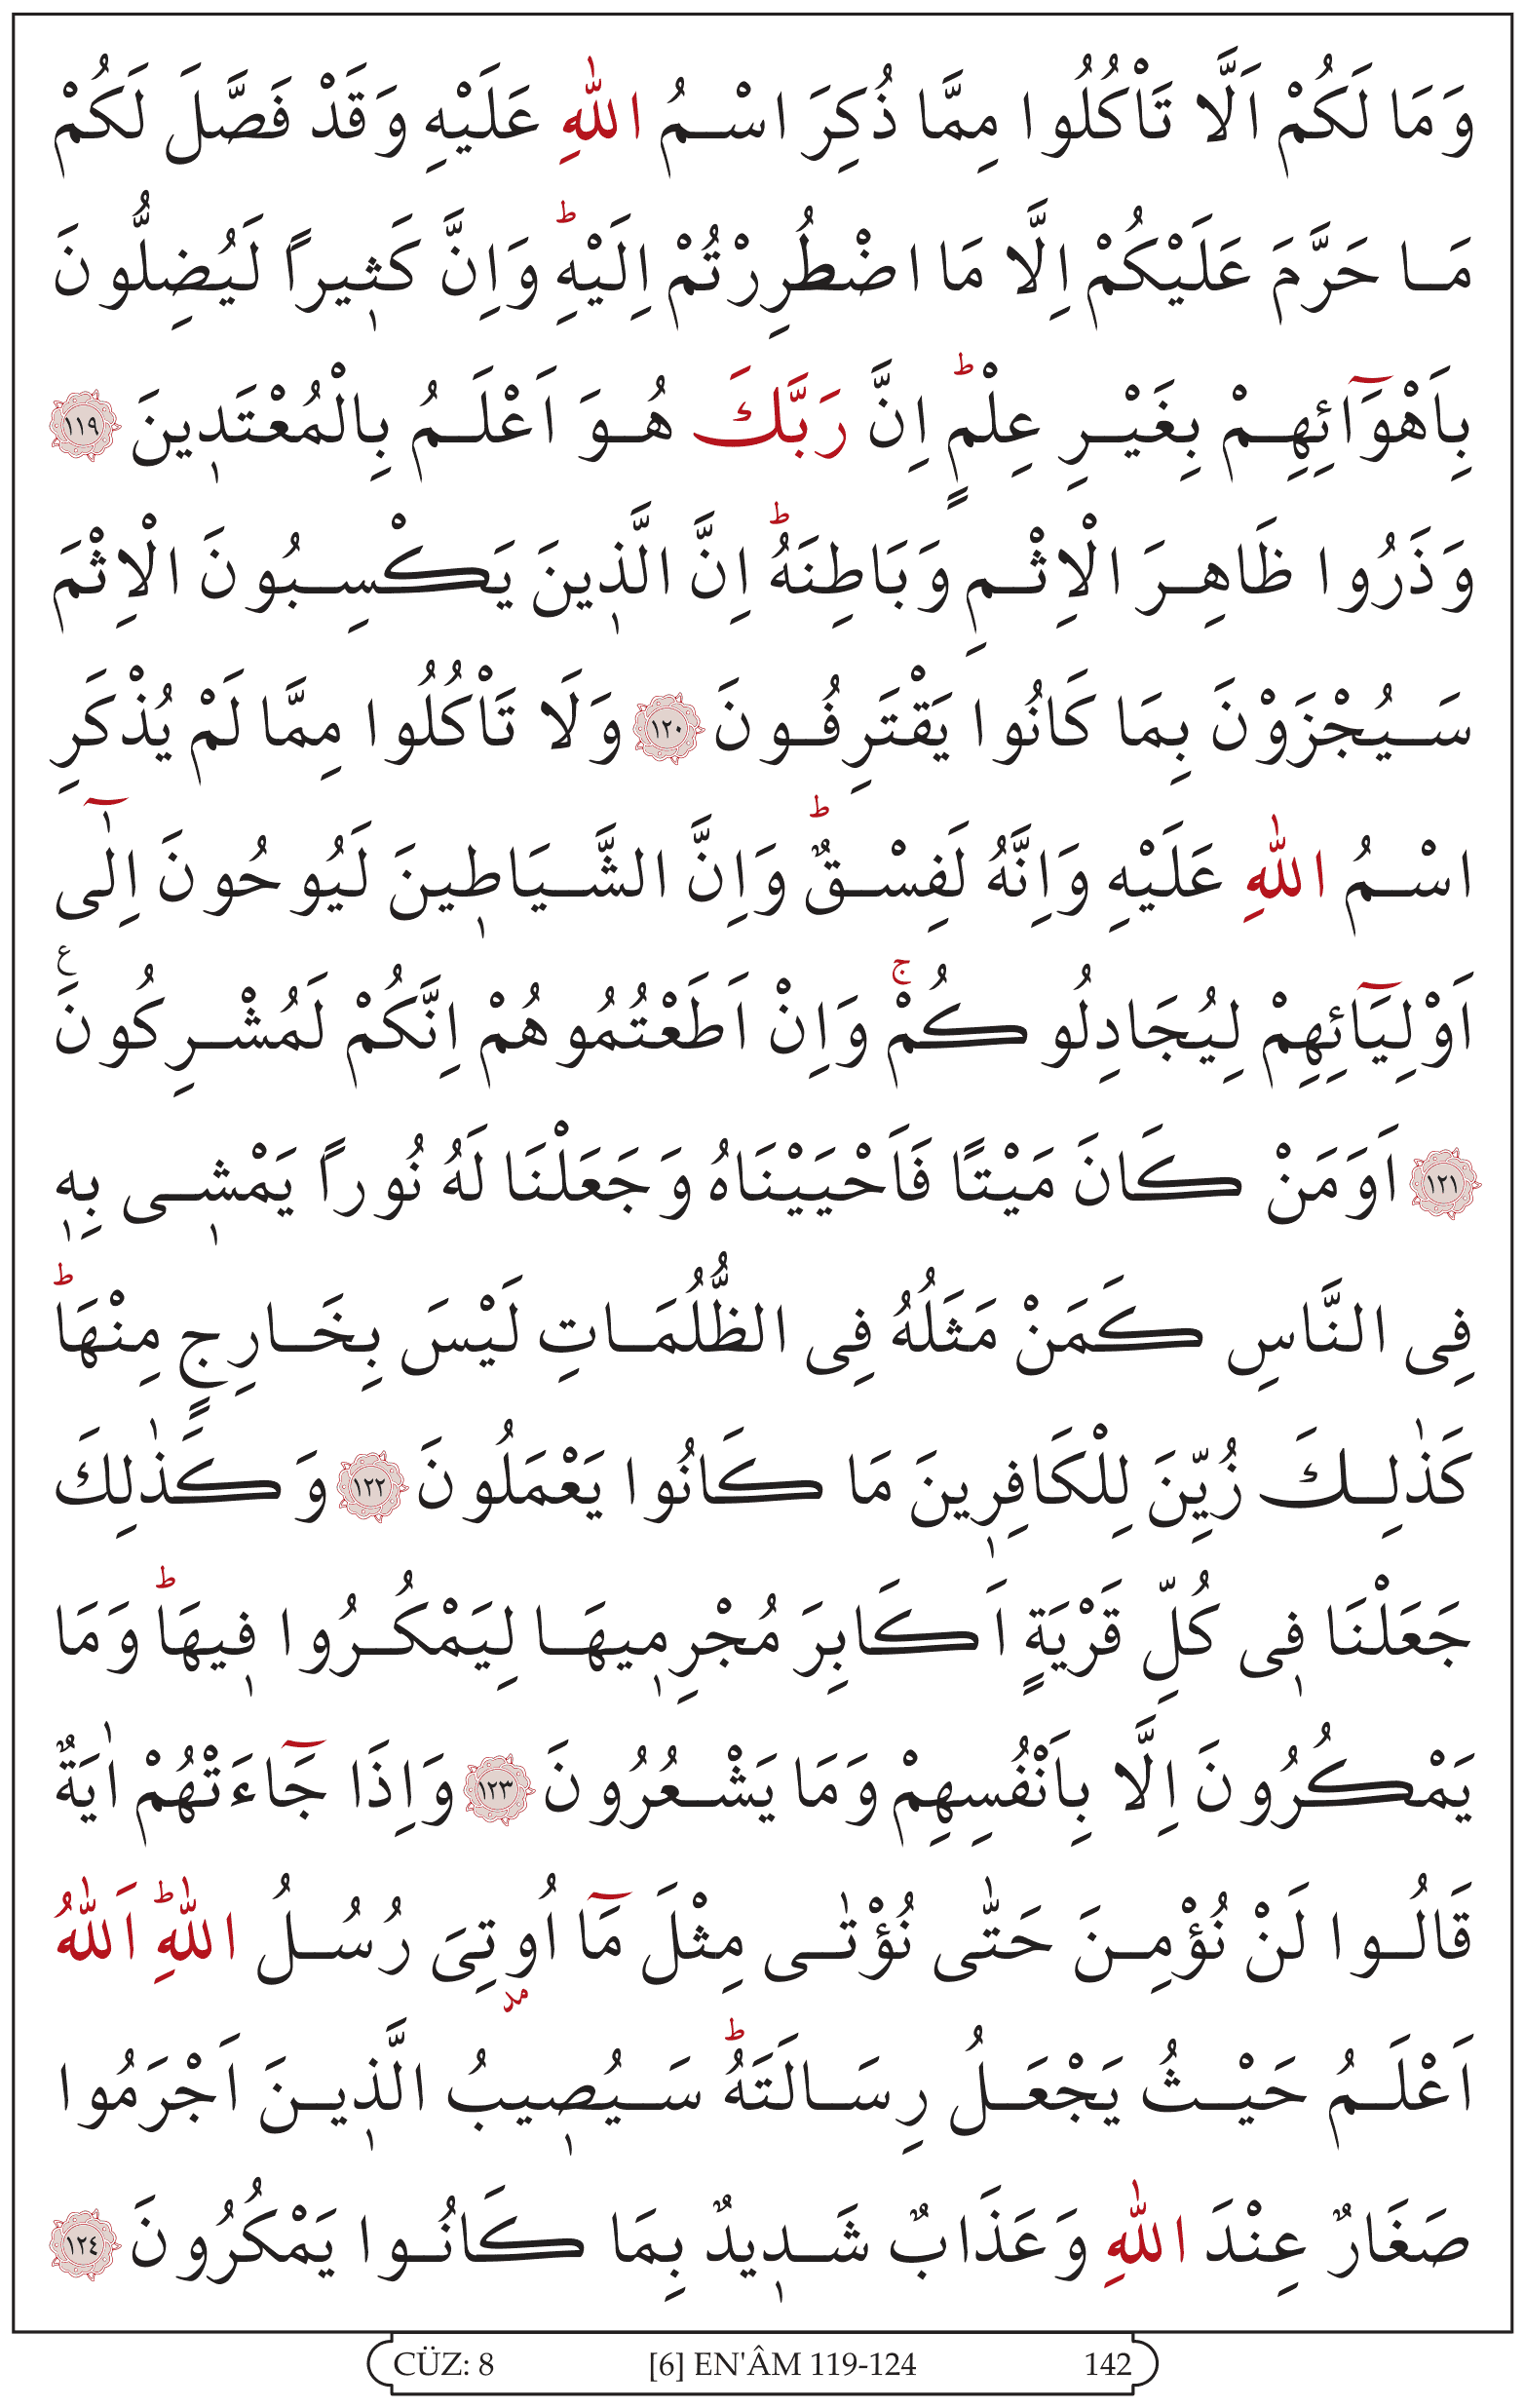 وَمَا لَكُمْ اَلَّا تَاْكُلُوا مِمَّا ذُكِرَ اسْمُ اللّٰهِ عَلَيْهِ وَقَدْ فَصَّلَ لَكُمْ
مَا حَرَّمَ عَلَيْكُمْ اِلَّا مَا اضْطُرِرْتُمْ اِلَيْهِۜ وَاِنَّ كَث۪يراً لَيُضِلُّونَ
بِاَهْوَٓائِهِمْ بِغَيْرِ عِلْمٍۜ اِنَّ رَبَّكَ هُوَ اَعْلَمُ بِالْمُعْتَد۪ينَ ﴿١١٩﴾
وَذَرُوا ظَاهِرَ الْاِثْمِ وَبَاطِنَهُۜ اِنَّ الَّذ۪ينَ يَكْسِبُونَ الْاِثْمَ
سَيُجْزَوْنَ بِمَا كَانُوا يَقْتَرِفُونَ ﴿١٢٠﴾ وَلَا تَاْكُلُوا مِمَّا لَمْ يُذْكَرِ
اسْمُ اللّٰهِ عَلَيْهِ وَاِنَّهُ لَفِسْقٌۜ وَاِنَّ الشَّيَاط۪ينَ لَيُوحُونَ اِلٰٓى
اَوْلِيَٓائِهِمْ لِيُجَادِلُوكُمْۚ وَاِنْ اَطَعْتُمُوهُمْ اِنَّكُمْ لَمُشْرِكُونَ۟
﴿١٢١﴾ اَوَمَنْ كَانَ مَيْتًا فَاَحْيَيْنَاهُ وَجَعَلْنَا لَهُ نُوراً يَمْش۪ى بِه۪
فِى النَّاسِ كَمَنْ مَثَلُهُ فِى الظُّلُمَاتِ لَيْسَ بِخَارِجٍ مِنْهَاۜ
كَذٰلِكَ زُيِّنَ لِلْكَافِر۪ينَ مَا كَانُوا يَعْمَلُونَ ﴿١٢٢﴾ وَكَذٰلِكَ
جَعَلْنَا ف۪ى كُلِّ قَرْيَةٍ اَكَابِرَ مُجْرِم۪يهَا لِيَمْكُرُوا ف۪يهَاۜ وَمَا
يَمْكُرُونَ اِلَّا بِاَنْفُسِهِمْ وَمَا يَشْعُرُونَ ﴿١٢٣﴾ وَاِذَا جَٓاءَتْهُمْ اٰيَةٌ
قَالُوا لَنْ نُؤْمِنَ حَتّٰى نُؤْتٰى مِثْلَ مَٓا اُو۫تِىَ رُسُلُ اللّٰهِۜ اَللّٰهُ
اَعْلَمُ حَيْثُ يَجْعَلُ رِسَالَتَهُۜ سَيُص۪يبُ الَّذ۪ينَ اَجْرَمُوا
صَغَارٌ عِنْدَ اللّٰهِ وَعَذَابٌ شَد۪يدٌ بِمَا كَانُوا يَمْكُرُونَ ﴿١٢٤﴾
CÜZ: 8 [6] EN'ÂM 119-124 142